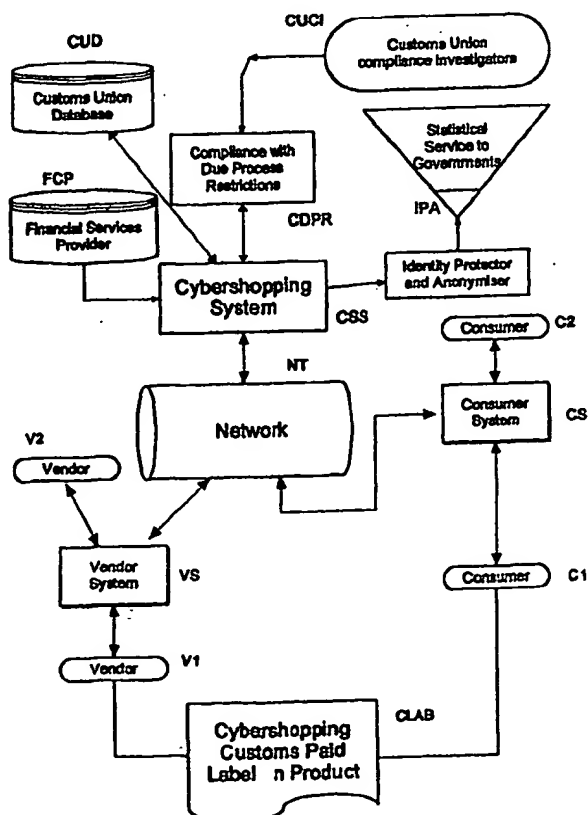 CUD
Customs Union
Database
CUCI
Customs Union
compliance investigators
FCP
Financial Services
Provider
Compliance with
Due Process
Restrictions
CDPR
Statistical
Service to
Governments
IPA
Identity Protector
and Anonymiser
Cybershopping
System
CSS
NT
Network
Consumer
C2
Consumer
System
CS
V2
Vendor
Vendor
System
VS
Consumer
C1
Vendor
V1
Cybershopping
Customs Paid
Label n Product
CLAB